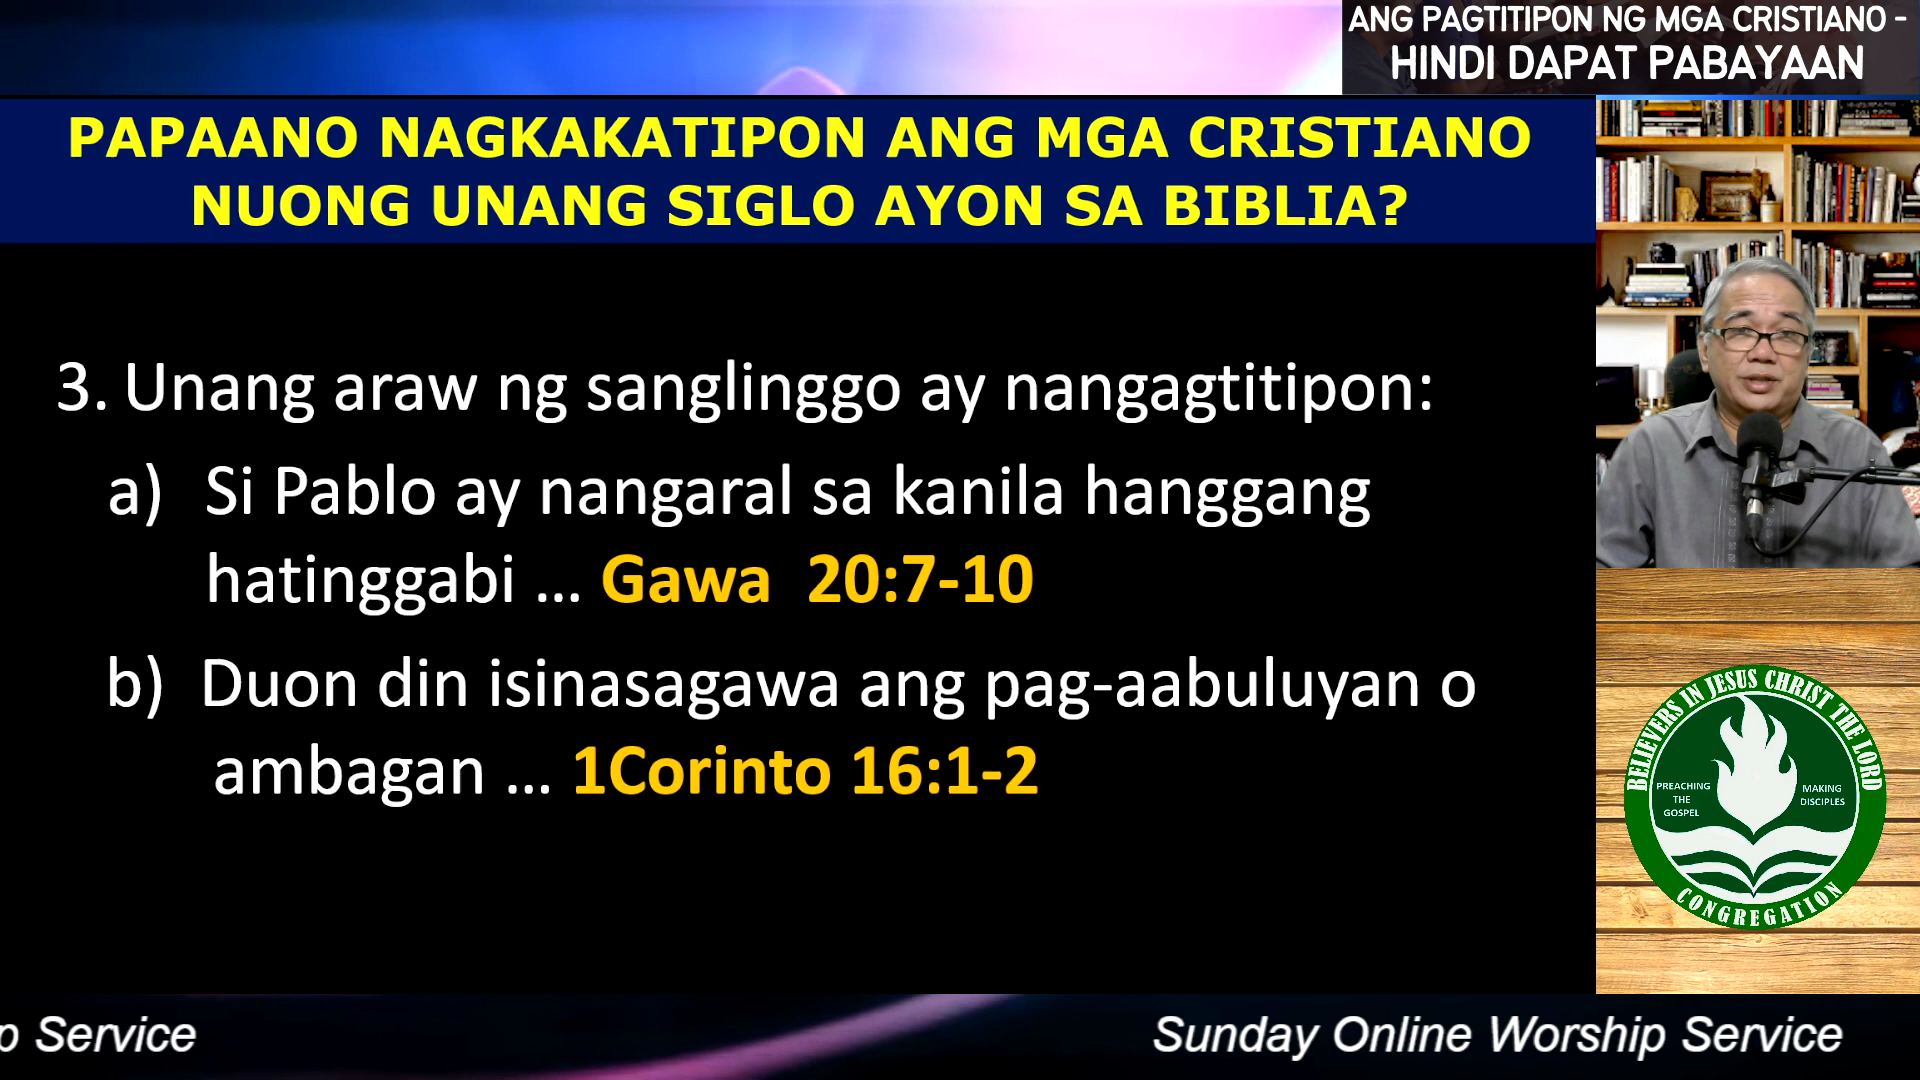 ANG PAGTITIPON NG MGA CRISTIANO -
HINDI DAPAT PABAYAAN
PAPAANO NAGKAKATIPON ANG MGA CRISTIANO
NUONG UNANG SIGLO AYON SA BIBLIA?
3. Unang araw ng sanglinggo ay nangagtitipon:
a) Si Pablo ay nangaral sa kanila hanggang
hatinggabi ... Gawa 20:7-10
b) Duon din isinasagawa ang pag-aabuluyan o
ambagan ... 1Corinto 16:1-2
BELIEVERS IN JESUS CHRIST THE LORD
PREACHING
THE
GOSPEL
MAKING
DISCIPLES
CONGREGATION
p Service
Sunday Online Worship Service